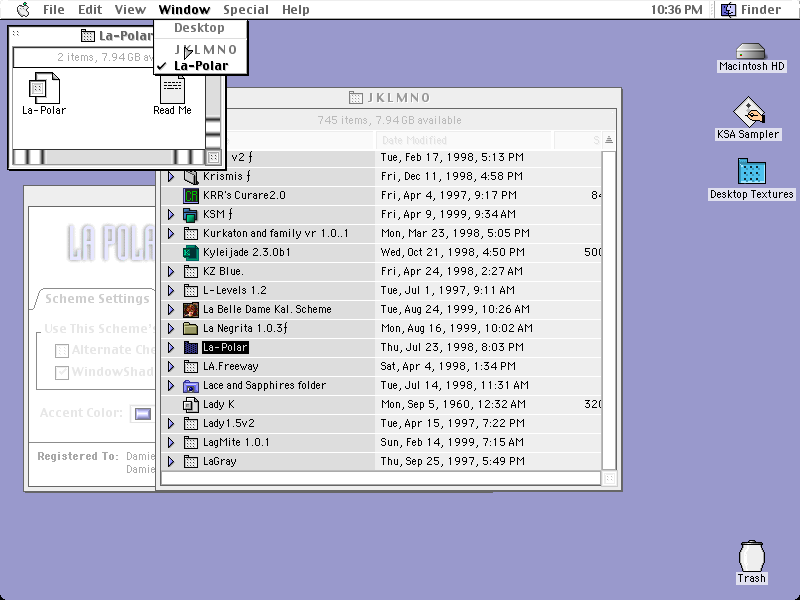 File Edit View Window Special Help 10:36 PM Finder
Desktop
JKLMNO
La-Polar
La-Polar
2 items, 7.94 GB av
La-Polar
Read Me
Macintosh HD
KSA Sampler
Desktop Textures
Trash
JKLMNO
745 items, 7.94 GB available
Date Modified S
v2 ƒ Tue, Feb 17, 1998, 5:13 PM
Krismis ƒ Fri, Dec 11, 1998, 4:58 PM
KRR's Curare2.0 Fri, Apr 4, 1997, 9:17 PM 84
KSM ƒ Fri, Apr 9, 1999, 9:34 AM
Kurkaton and family vr 1.0..1 Mon, Mar 23, 1998, 5:05 PM
Kyleijade 2.3.0b1 Wed, Oct 21, 1998, 4:50 PM 500
KZ Blue. Fri, Apr 24, 1998, 2:27 AM
L-Levels 1.2 Tue, Jul 1, 1997, 9:11 AM
La Belle Dame Kal. Scheme Tue, Aug 24, 1999, 10:26 AM
La Negrita 1.0.3ƒ Mon, Aug 16, 1999, 10:02 AM
La-Polar Thu, Jul 23, 1998, 8:03 PM
LA.Freeway Sat, Apr 4, 1998, 1:34 PM
Lace and Sapphires folder Tue, Jul 14, 1998, 11:31 AM
Lady K Mon, Sep 5, 1960, 12:32 AM 320
Lady1.5v2 Tue, Apr 15, 1997, 7:22 PM
LagMite 1.0.1 Sun, Feb 14, 1999, 7:15 AM
LaGray Thu, Sep 25, 1997, 5:49 PM
LA POLA
Scheme Settings
Use This Scheme's
Alternate Che
WindowShad
Accent Color:
Registered To: Damie
Damie